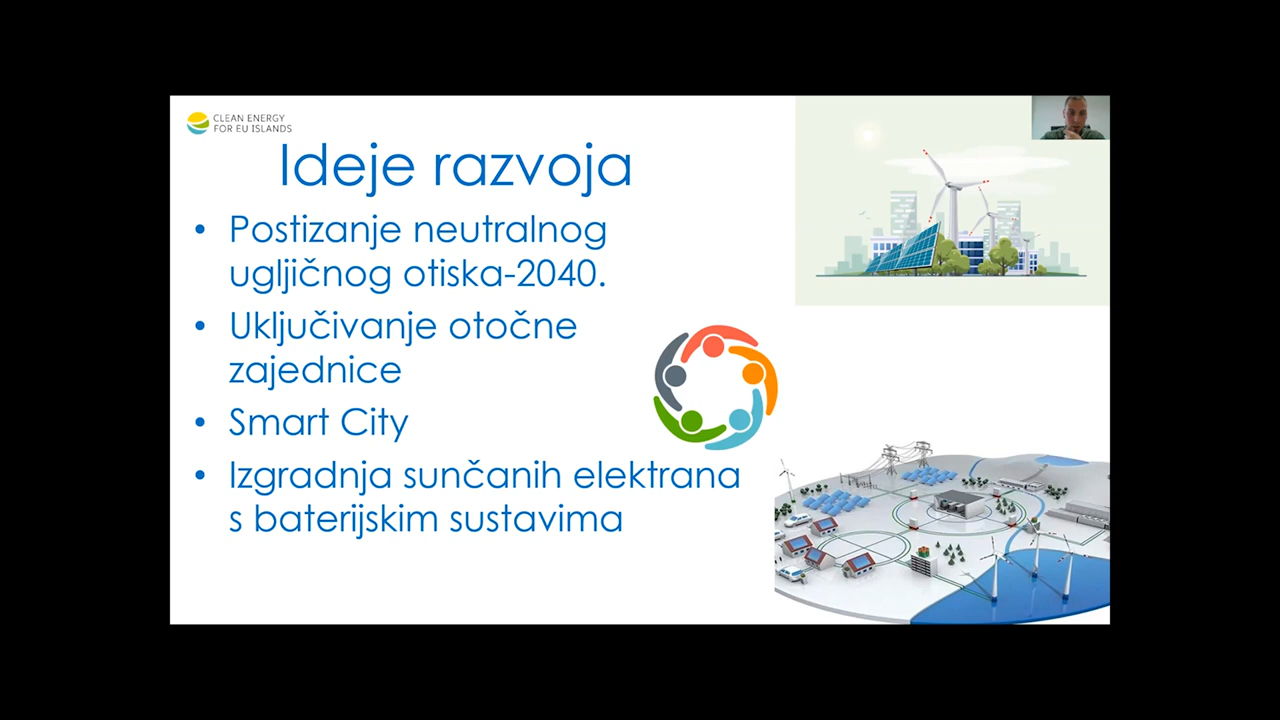 CLEAN ENERGY
FOR EU ISLANDS
Ideje razvoja
• Postizanje neutralnog
ugljičnog otiska-2040.
• Uključivanje otočne
zajednice
• Smart City
• Izgradnja sunčanih elektrana
s baterijskim sustavima